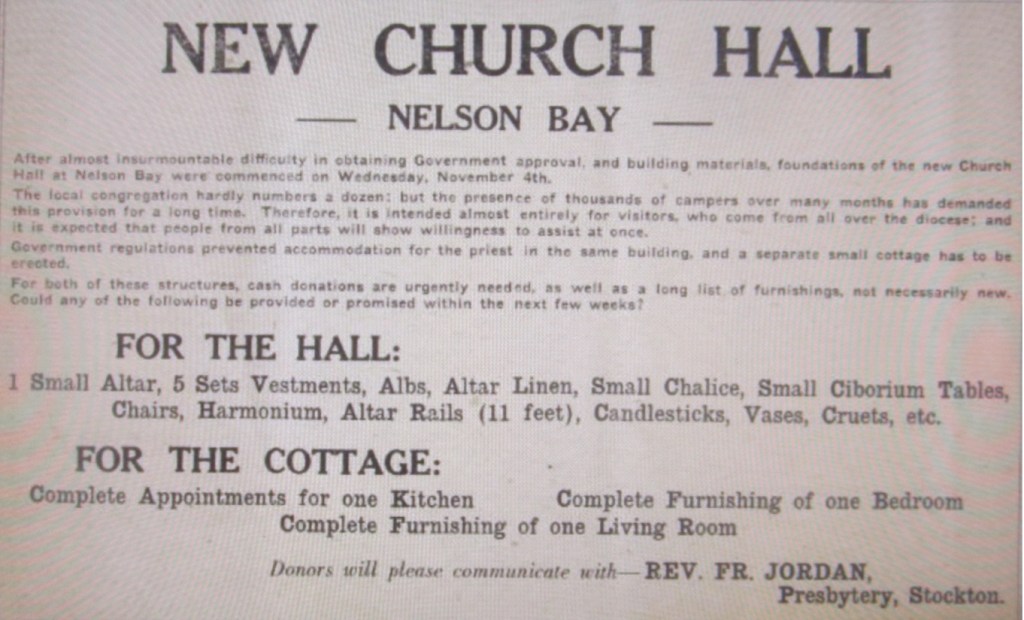 NEW CHURCH HALL
— NELSON BAY —
After almost insurmountable difficulty in obtaining Government approval, and building materials, foundations of the new Church
Hall at Nelson Bay were commenced on Wednesday, November 4th.
The local congregation hardly numbers a dozen; but the presence of thousands of campers over many months has demanded
this provision for a long time. Therefore, it is intended almost entirely for visitors, who come from all over the diocese; and
it is expected that people from all parts will show willingness to assist at once.
Government regulations prevented accommodation for the priest in the same building, and a separate small cottage has to be
erected.
For both of these structures, cash donations are urgently needed, as well as a long list of furnishings, not necessarily new.
Could any of the following be provided or promised within the next few weeks?
FOR THE HALL:
1 Small Altar, 5 Sets Vestments, Albs, Altar Linen, Small Chalice, Small Ciborium Tables,
Chairs, Harmonium, Altar Rails (11 feet), Candlesticks, Vases, Cruets, etc.
FOR THE COTTAGE:
Complete Appointments for one Kitchen Complete Furnishing of one Bedroom
Complete Furnishing of one Living Room
Donors will please communicate with—REV. FR. JORDAN,
Presbytery, Stockton.